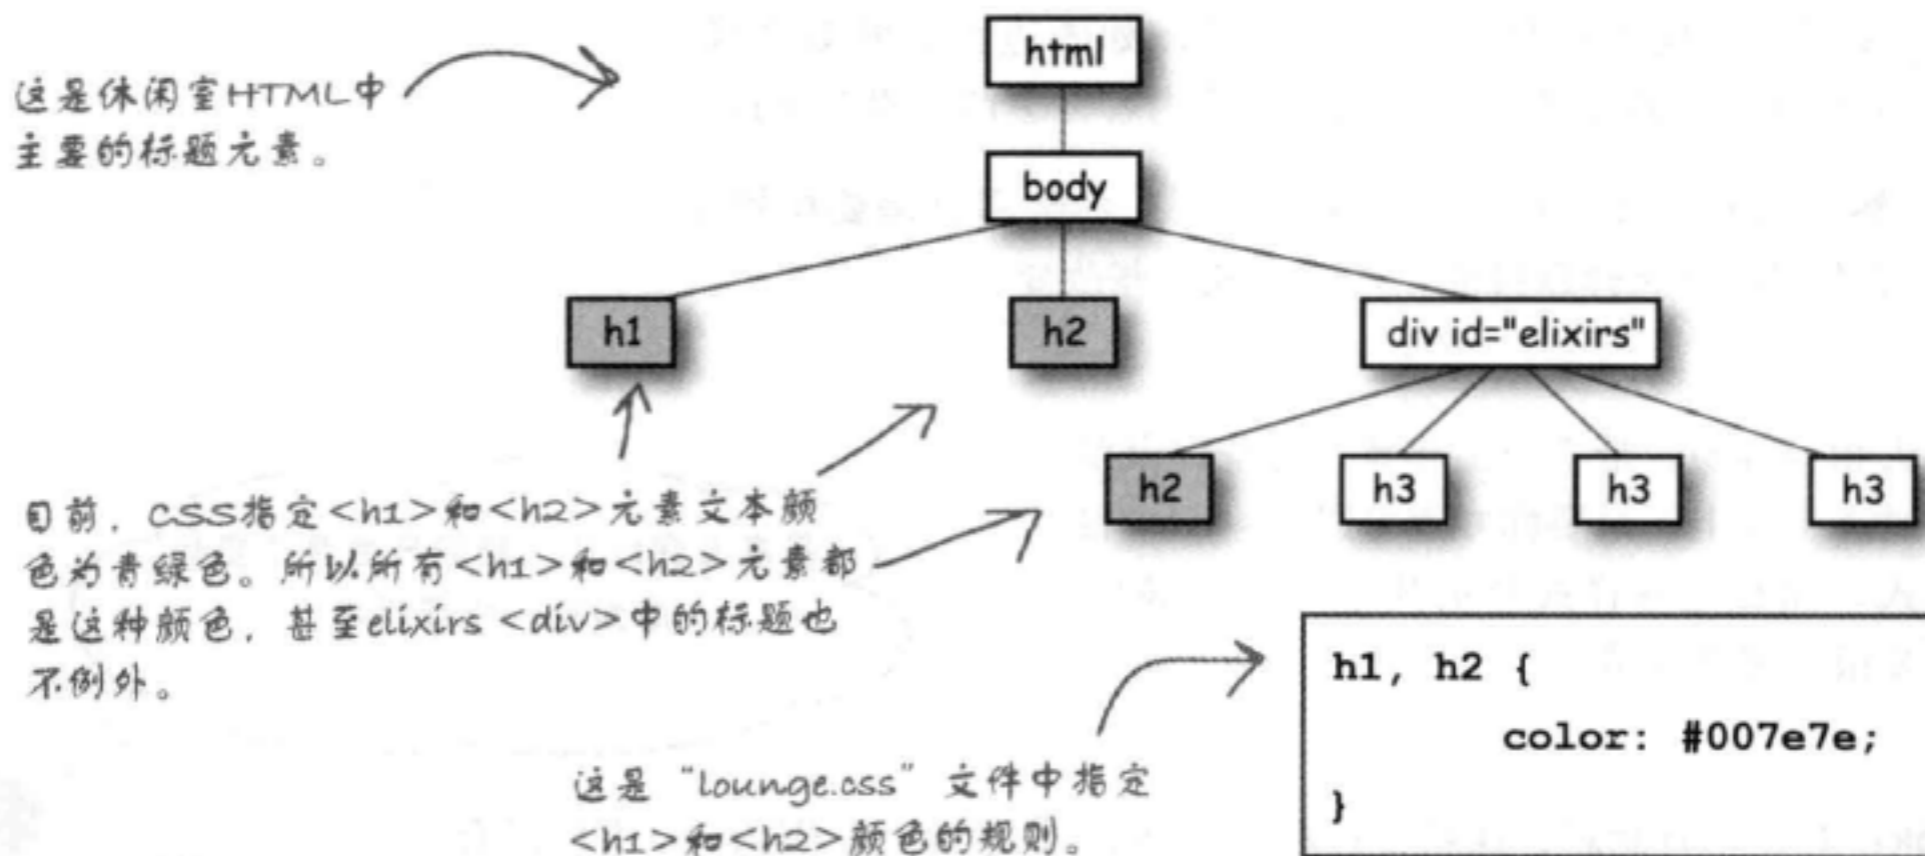 html
这是休闲室HTML中
主要的标题元素。
body
h1
h2
div id="elixirs"
h2
h3
h3
h3
目前，CSS指定<h1>和<h2>元素文本颜
色为青绿色。所以所有<h1>和<h2>元素都
是这种颜色，甚至elixirs <div>中的标题也
不例外。
h1, h2 {
color: #007e7e;
}
这是“lounge.css”文件中指定
<h1>和<h2>颜色的规则。